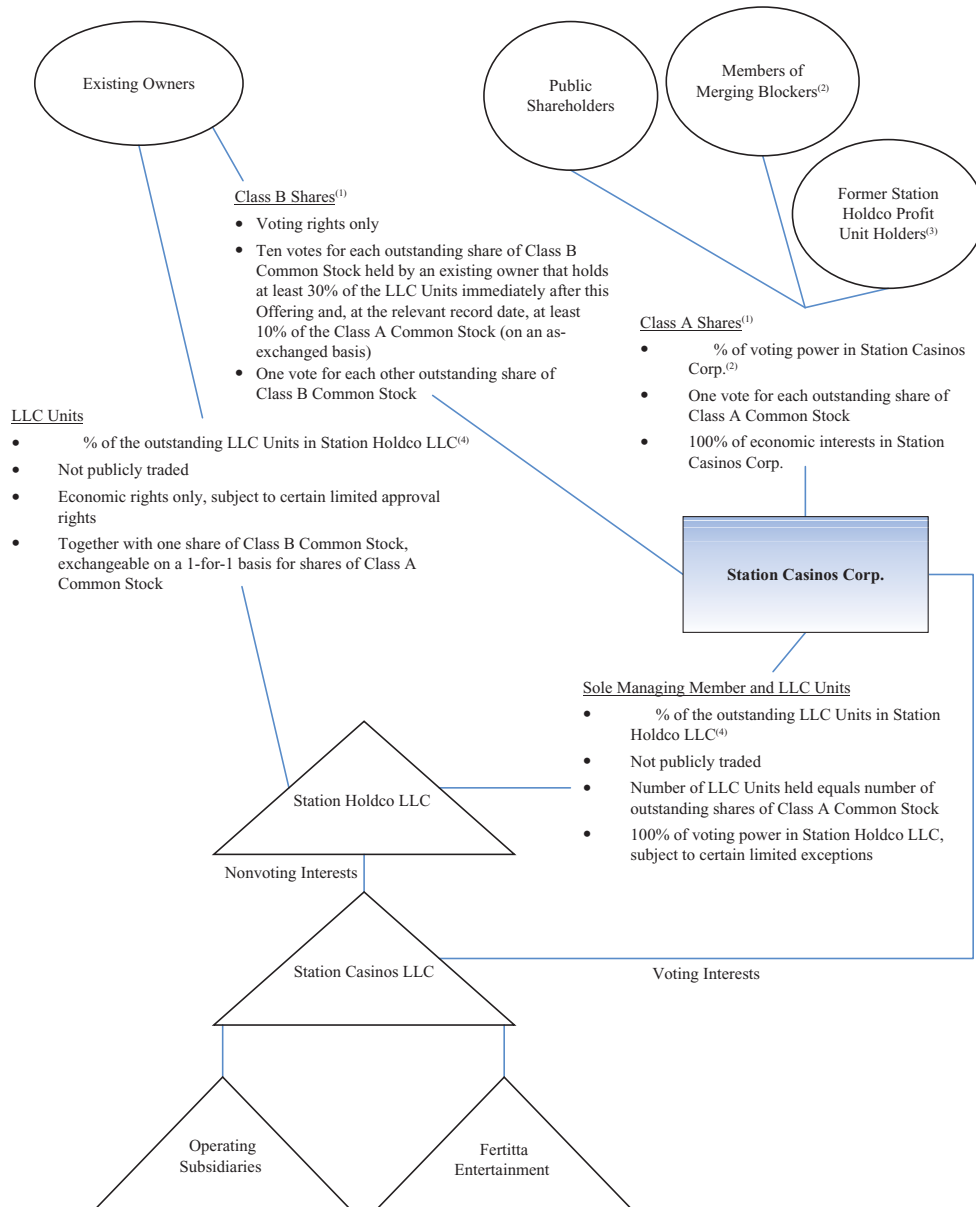 Existing Owners
Public
Shareholders
Members of
Merging Blockers(2)
Former Station
Holdco Profit
Unit Holders(3)
Class B Shares(1)
• Voting rights only
• Ten votes for each outstanding share of Class B
Common Stock held by an existing owner that holds
at least 30% of the LLC Units immediately after this
Offering and, at the relevant record date, at least
10% of the Class A Common Stock (on an as-
exchanged basis)
• One vote for each other outstanding share of
Class B Common Stock
Class A Shares(1)
• % of voting power in Station Casinos
Corp.(2)
• One vote for each outstanding share of
Class A Common Stock
• 100% of economic interests in Station
Casinos Corp.
LLC Units
• % of the outstanding LLC Units in Station Holdco LLC(4)
• Not publicly traded
• Economic rights only, subject to certain limited approval
rights
• Together with one share of Class B Common Stock,
exchangeable on a 1-for-1 basis for shares of Class A
Common Stock
Station Casinos Corp.
Sole Managing Member and LLC Units
• % of the outstanding LLC Units in Station
Holdco LLC(4)
• Not publicly traded
• Number of LLC Units held equals number of
outstanding shares of Class A Common Stock
• 100% of voting power in Station Holdco LLC,
subject to certain limited exceptions
Station Holdco LLC
Nonvoting Interests
Station Casinos LLC
Voting Interests
Operating
Subsidiaries
Fertitta
Entertainment